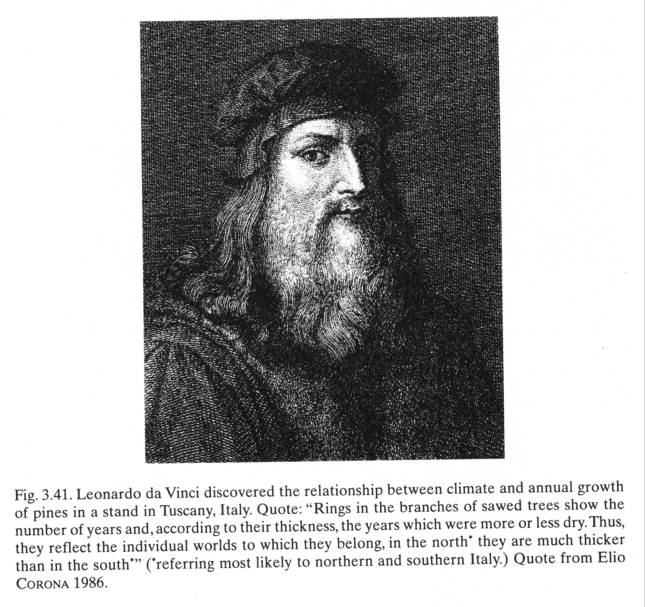 Fig. 3.41. Leonardo da Vinci discovered the relationship between climate and annual growth
of pines in a stand in Tuscany, Italy. Quote: “Rings in the branches of sawed trees show the
number of years and, according to their thickness, the years which were more or less dry. Thus,
they reflect the individual worlds to which they belong, in the north* they are much thicker
than in the south*” (*referring most likely to northern and southern Italy.) Quote from Elio
CORONA 1986.